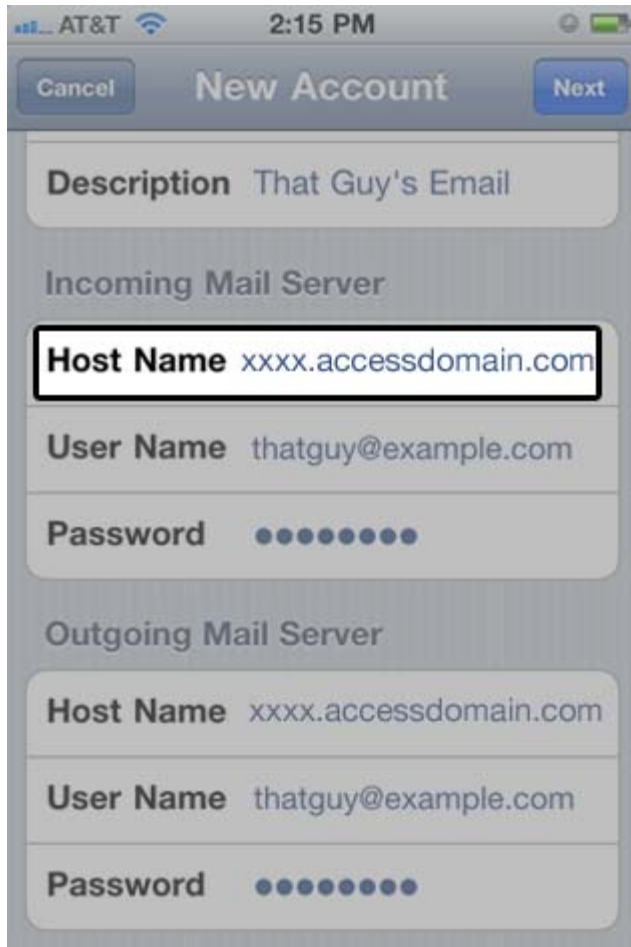 AT&T 2:15 PM
Cancel New Account Next
Description That Guy's Email
Incoming Mail Server
Host Name xxxx.accessdomain.com
User Name thatguy@example.com
Password ●●●●●●●●
Outgoing Mail Server
Host Name xxxx.accessdomain.com
User Name thatguy@example.com
Password ●●●●●●●●